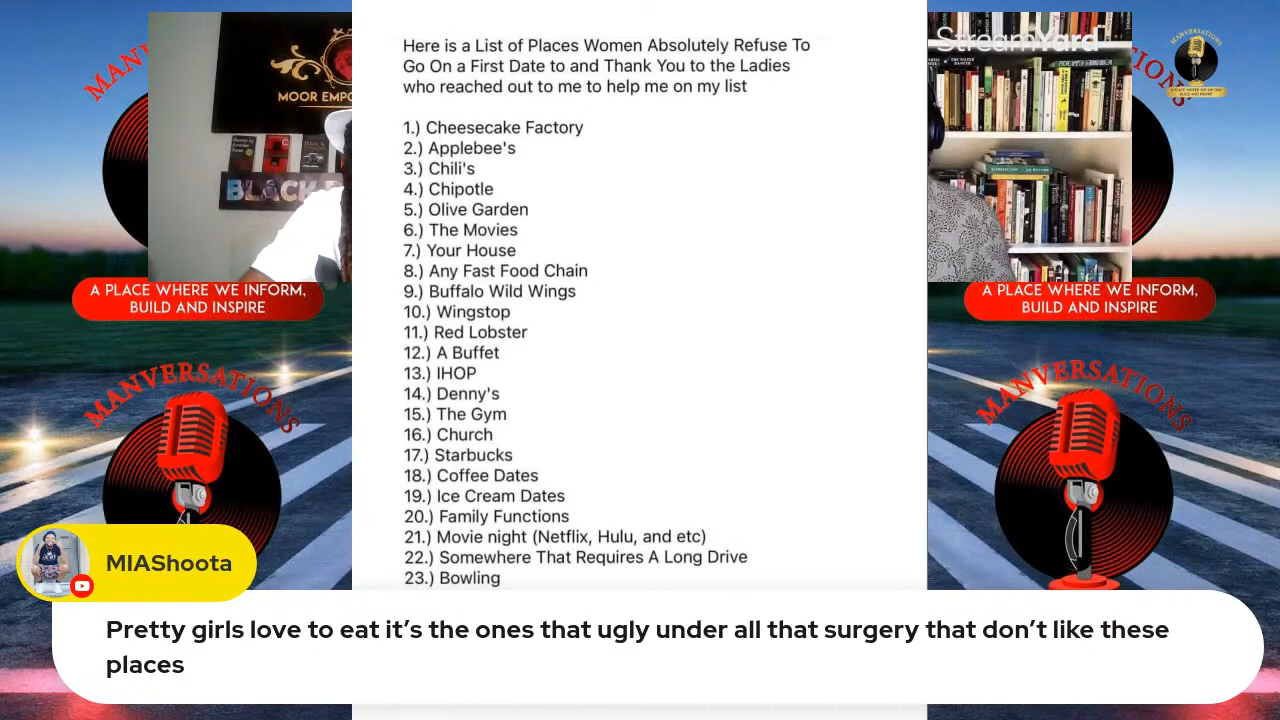 MOOR EMPO
BLACK
StreamYard
Here is a List of Places Women Absolutely Refuse To
Go On a First Date to and Thank You to the Ladies
who reached out to me to help me on my list
1.) Cheesecake Factory
2.) Applebee's
3.) Chili's
4.) Chipotle
5.) Olive Garden
6.) The Movies
7.) Your House
8.) Any Fast Food Chain
9.) Buffalo Wild Wings
10.) Wingstop
11.) Red Lobster
12.) A Buffet
13.) IHOP
14.) Denny's
15.) The Gym
16.) Church
17.) Starbucks
18.) Coffee Dates
19.) Ice Cream Dates
20.) Family Functions
21.) Movie night (Netflix, Hulu, and etc)
22.) Somewhere That Requires A Long Drive
23.) Bowling
MANVERSATIONS
A PLACE WHERE WE INFORM,
BUILD AND INSPIRE
A PLACE WHERE WE INFORM,
BUILD AND INSPIRE
MANVERSATIONS
MANVERSATIONS
MIAShoota
Pretty girls love to eat it’s the ones that ugly under all that surgery that don’t like these
places